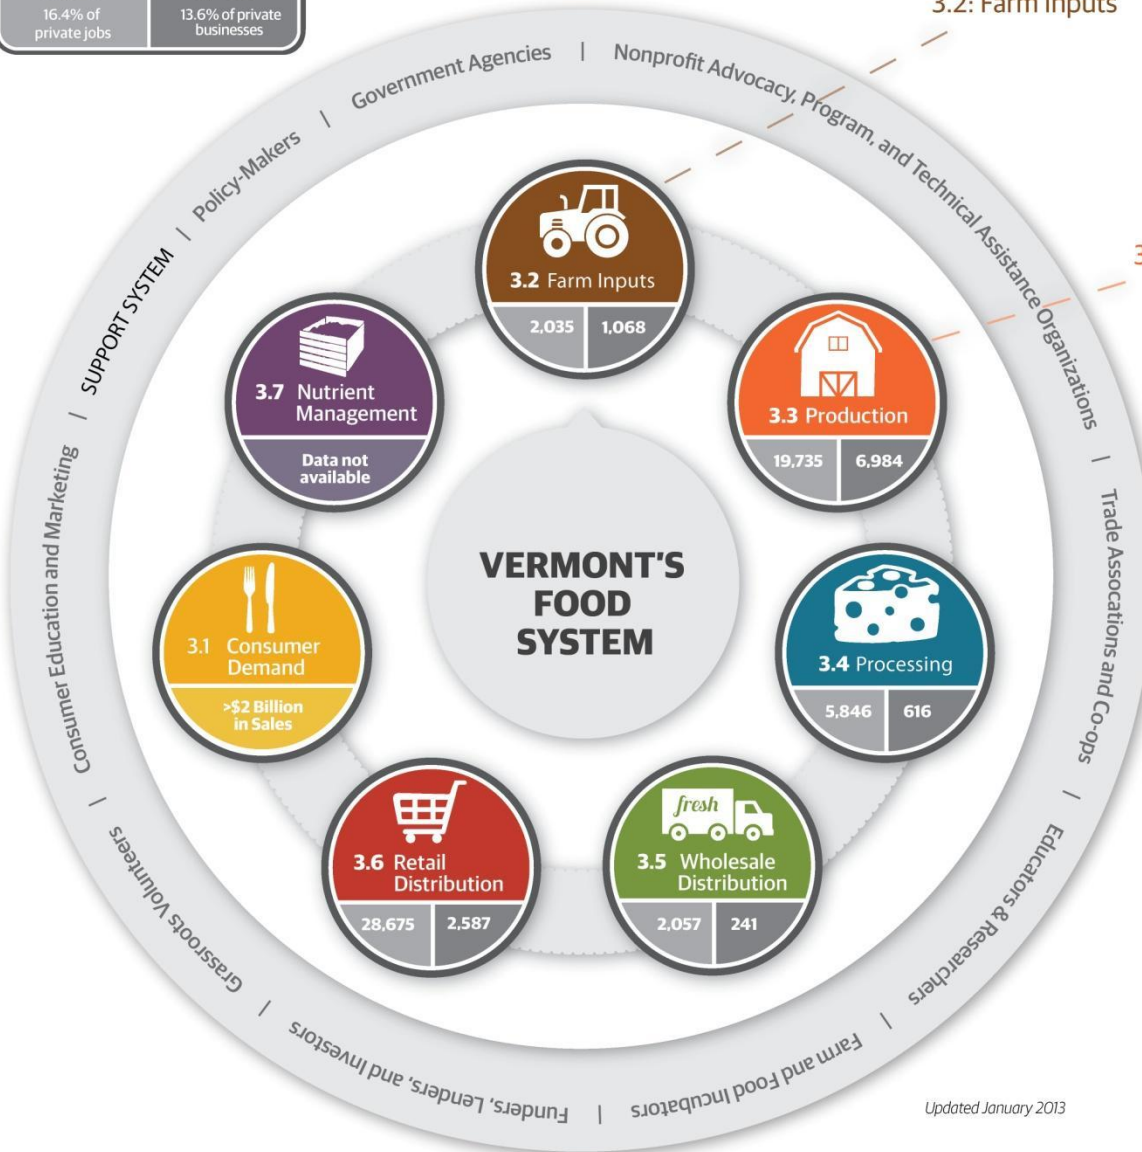 16.4% of
private jobs
13.6% of private
businesses
3.2: Farm Inputs
3
SUPPORT SYSTEM | Policy-Makers | Government Agencies | Nonprofit Advocacy, Program, and Technical Assistance Organizations | Trade Assocations and Co-ops | Educators & Researchers | Farm and Food Incubators | Funders, Lenders, and Investors | Grassroots Volunteers | Consumer Education and Marketing |
3.2 Farm Inputs
2,035 1,068
3.3 Production
19,735 6,984
3.4 Processing
5,846 616
fresh
3.5 Wholesale
Distribution
2,057 241
3.6 Retail
Distribution
28,675 2,587
3.1 Consumer
Demand
>$2 Billion
in Sales
3.7 Nutrient
Management
Data not
available
VERMONT'S
FOOD
SYSTEM
Updated January 2013